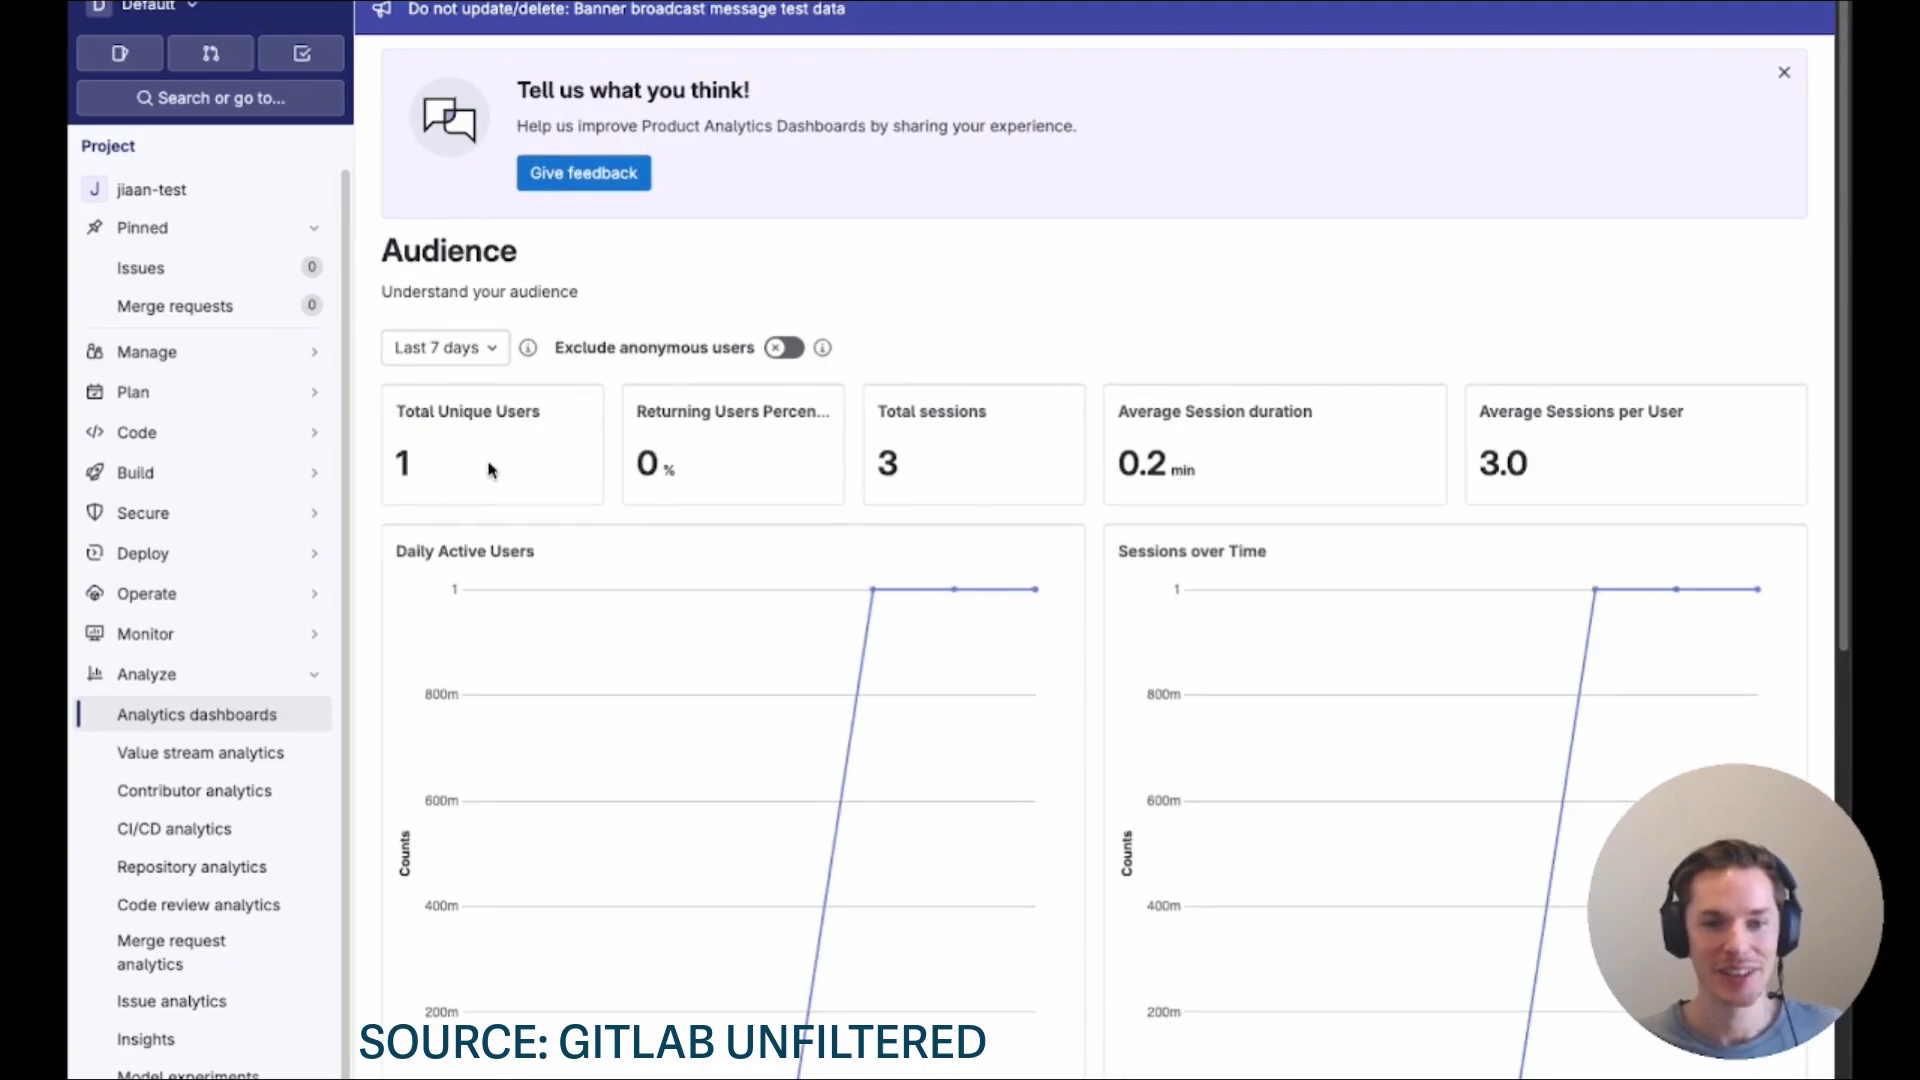 D Default
Do not update/delete: Banner broadcast message test data
Search or go to...
Project
J jiaan-test
Pinned
Issues 0
Merge requests 0
Manage
Plan
Code
Build
Secure
Deploy
Operate
Monitor
Analyze
Analytics dashboards
Value stream analytics
Contributor analytics
CI/CD analytics
Repository analytics
Code review analytics
Merge request
analytics
Issue analytics
Insights
Model experiments
Tell us what you think!
Help us improve Product Analytics Dashboards by sharing your experience.
Give feedback
Audience
Understand your audience
Last 7 days Exclude anonymous users
Total Unique Users
1
Returning Users Percen...
0 %
Total sessions
3
Average Session duration
0.2 min
Average Sessions per User
3.0
Daily Active Users
1
800m
600m
Counts
400m
200m
Sessions over Time
1
800m
600m
Counts
400m
200m
SOURCE: GITLAB UNFILTERED